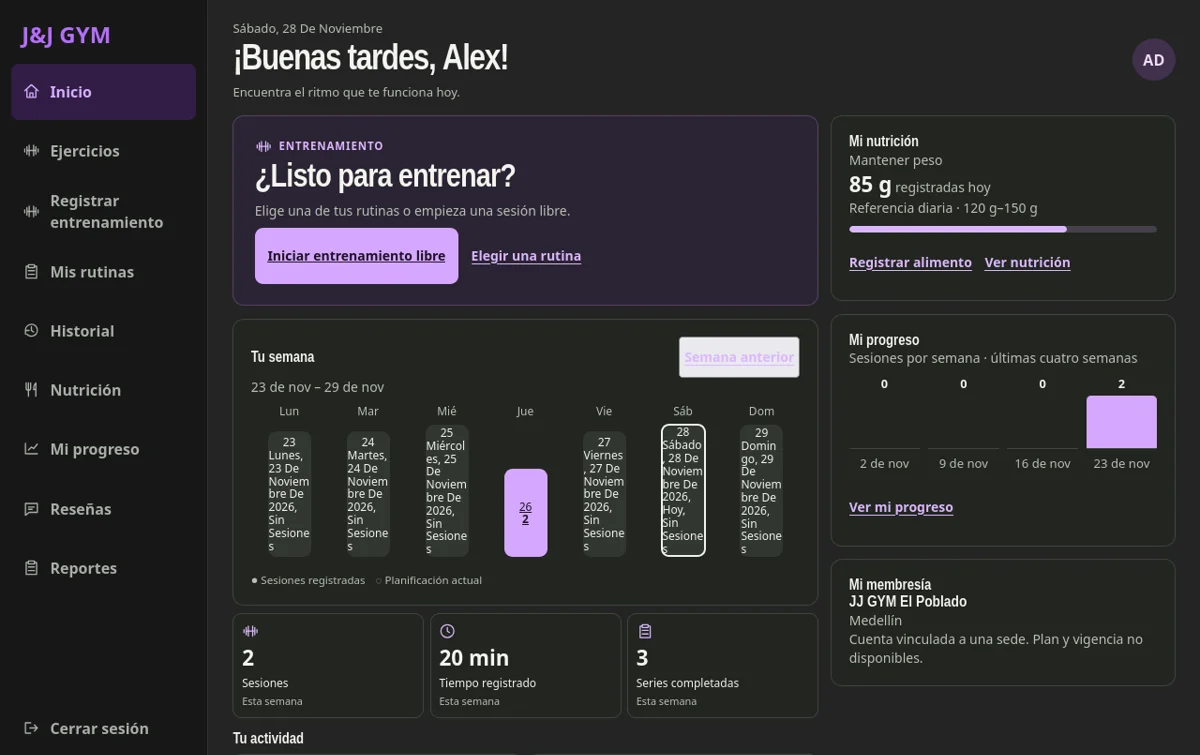 J&J GYM
Inicio
Ejercicios
Registrar
entrenamiento
Mis rutinas
Historial
Nutrición
Mi progreso
Reseñas
Reportes
Cerrar sesión
Sábado, 28 De Noviembre
¡Buenas tardes, Alex!
Encuentra el ritmo que te funciona hoy.
AD
ENTRENAMIENTO
¿Listo para entrenar?
Elige una de tus rutinas o empieza una sesión libre.
Iniciar entrenamiento libre
Elegir una rutina
Tu semana
Semana anterior
23 de nov – 29 de nov
Lun
23
Lunes,
23 De
Noviem
bre De
2026,
Sin
Sesione
s
Mar
24
Martes,
24 De
Noviem
bre De
2026,
Sin
Sesione
s
Mié
25
Miércol
es, 25
De
Noviem
bre De
2026,
Sin
Sesione
s
Jue
26
2
Vie
27
Viernes
, 27 De
Noviem
bre De
2026,
Sin
Sesione
s
Sáb
28
Sábado
, 28 De
Noviem
bre De
2026,
Hoy,
Sin
Sesione
s
Dom
29
Domin
go, 29
De
Noviem
bre De
2026,
Sin
Sesione
s
Sesiones registradas
Planificación actual
2
Sesiones
Esta semana
20 min
Tiempo registrado
Esta semana
3
Series completadas
Esta semana
Tu actividad
Mi nutrición
Mantener peso
85 g registradas hoy
Referencia diaria · 120 g–150 g
Registrar alimento
Ver nutrición
Mi progreso
Sesiones por semana · últimas cuatro semanas
0 0 0 2
2 de nov 9 de nov 16 de nov 23 de nov
Ver mi progreso
Mi membresía
JJ GYM El Poblado
Medellín
Cuenta vinculada a una sede. Plan y vigencia no
disponibles.